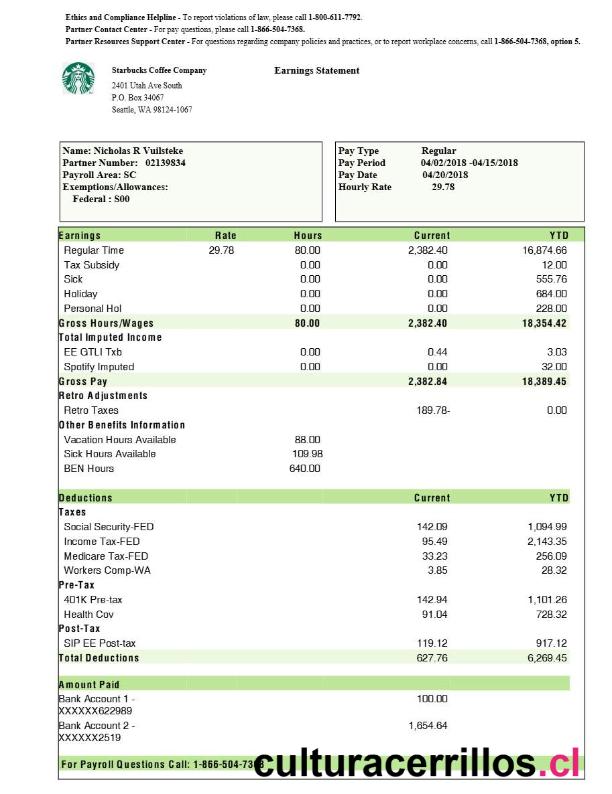 Ethics and Compliance Helpline - To report violations of law, please call 1-800-611-7792.
Partner Contact Center - For pay questions, please call 1-866-504-7368.
Partner Resources Support Center - For questions regarding company policies and practices, or to report workplace concerns, call 1-866-504-7368, option 5.
Starbucks Coffee Company Earnings Statement
2401 Utah Ave South
P.O. Box 34067
Seattle, WA 98124-1067
Name: Nicholas R Vuilsteke
Partner Number: 02139834
Payroll Area: SC
Exemptions/Allowances:
Federal : S00
Pay Type Regular
Pay Period 04/02/2018 -04/15/2018
Pay Date 04/20/2018
Hourly Rate 29.78
Earnings Rate Hours Current YTD
Regular Time 29.78 80.00 2,382.40 16,874.66
Tax Subsidy 0.00 0.00 12.00
Sick 0.00 0.00 555.76
Holiday 0.00 0.00 684.00
Personal Hol 0.00 0.00 228.00
Gross Hours/Wages 80.00 2,382.40 18,354.42
Total Imputed Income
EE GTLI Txb 0.00 0.44 3.03
Spotify Imputed 0.00 0.00 32.00
Gross Pay 2,382.84 18,389.45
Retro Adjustments
Retro Taxes 189.78- 0.00
Other Benefits Information
Vacation Hours Available 88.00
Sick Hours Available 109.98
BEN Hours 640.00
Deductions Current YTD
Taxes
Social Security-FED 142.09 1,094.99
Income Tax-FED 95.49 2,143.35
Medicare Tax-FED 33.23 256.09
Workers Comp-WA 3.85 28.32
Pre-Tax
401K Pre-tax 142.94 1,101.26
Health Cov 91.04 728.32
Post-Tax
SIP EE Post-tax 119.12 917.12
Total Deductions 627.76 6,269.45
Amount Paid
Bank Account 1 - 100.00
XXXXXX622989
Bank Account 2 - 1,654.64
XXXXXX2519
For Payroll Questions Call: 1-866-504-7368
culturacerrillos.cl